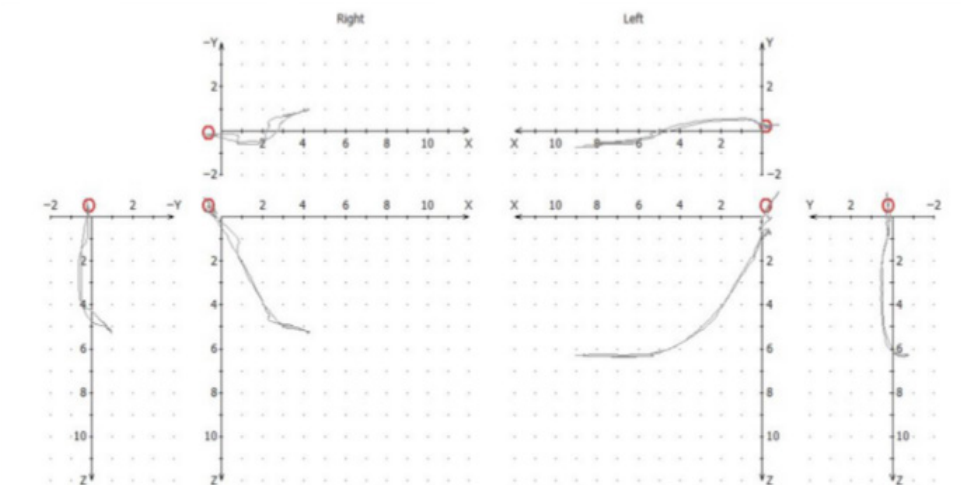 Right Left
-Y Y
2 2
2 4 6 8 10 X X 10 8 6 4 2
-2 -2
-2 2 -Y 2 4 6 8 10 X X 10 8 6 4 2 Y 2 -2
2 2 2 2
4 4 4 4
6 6 6 6
8 8 8 8
10 10 10 10
Z Z Z Z